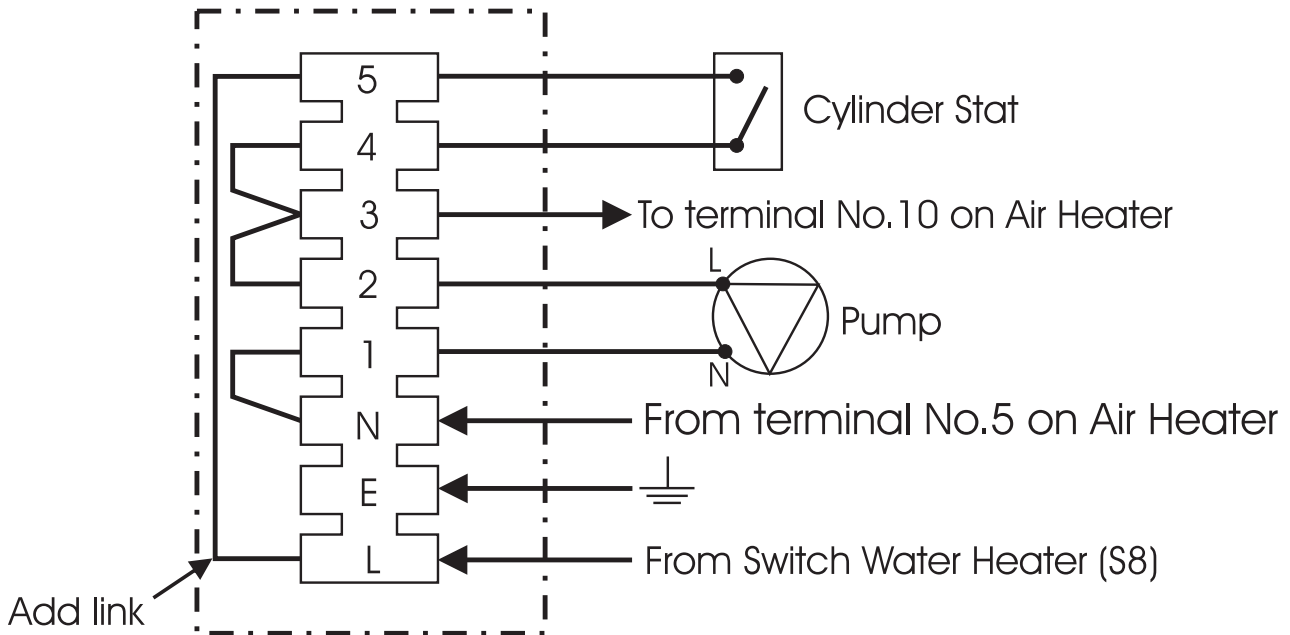 5
Cylinder Stat
4
3
To terminal No.10 on Air Heater
2
L
Pump
1
N
N
From terminal No.5 on Air Heater
E
L
From Switch Water Heater (S8)
Add link